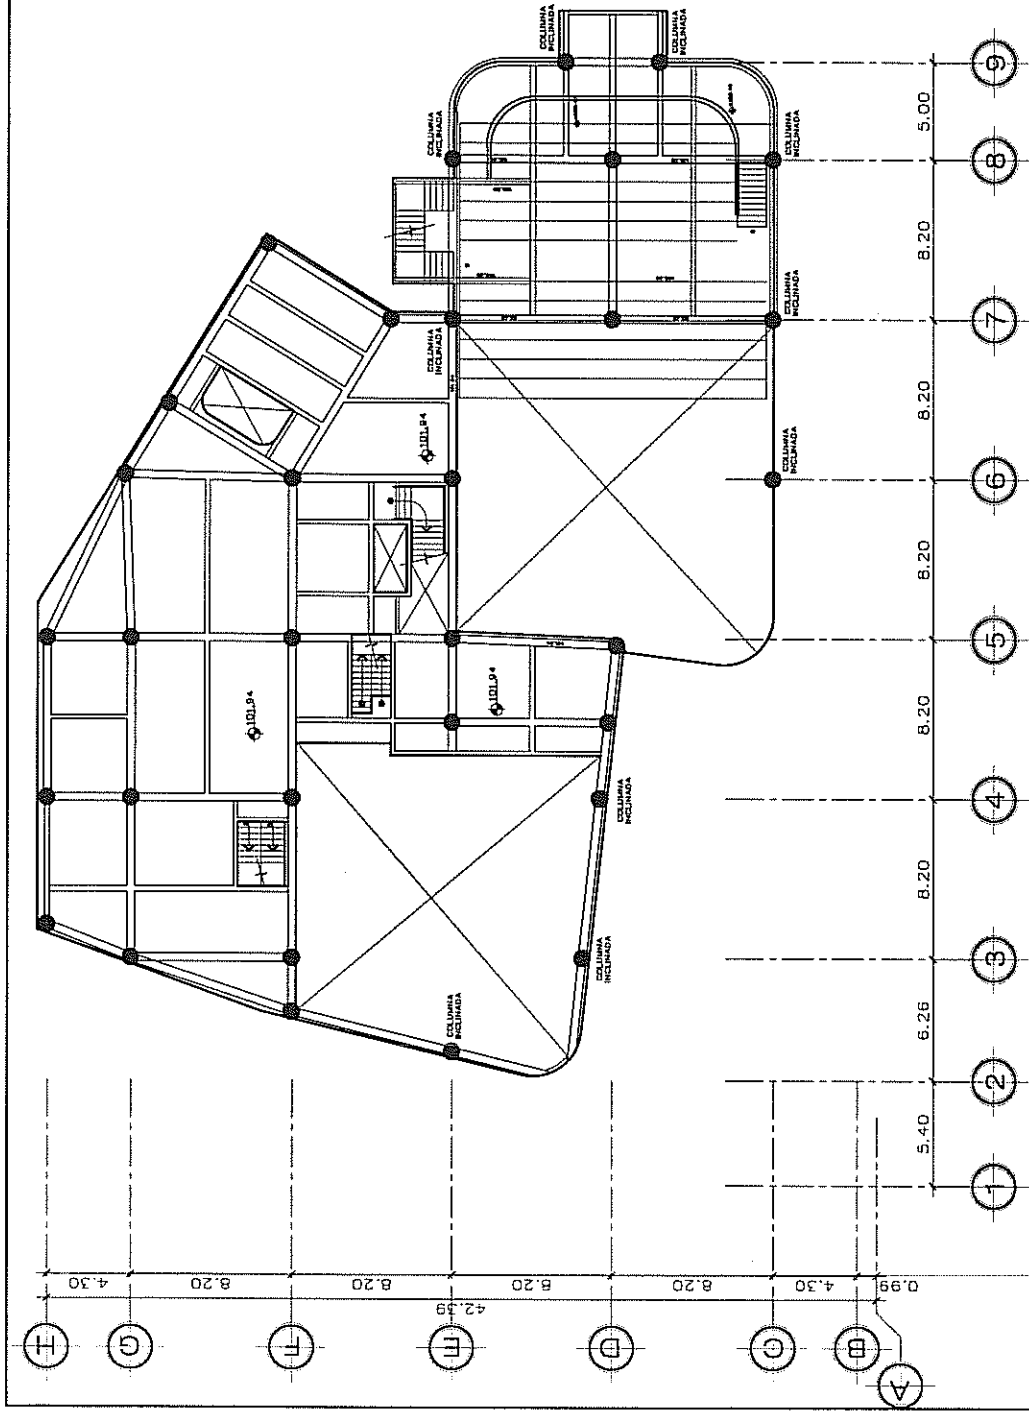 COLUMNA
INCLINADA
COLUMNA
INCLINADA
COLUMNA
INCLINADA
COLUMNA
INCLINADA
COLUMNA
INCLINADA
COLUMNA
INCLINADA
COLUMNA
INCLINADA
COLUMNA
INCLINADA
COLUMNA
INCLINADA
COLUMNA
INCLINADA
101.94
101.94
101.94
9
5.00
8
8.20
7
8.20
6
8.20
5
8.20
4
8.20
3
6.26
2
5.40
1
4.30
8.20
8.20
8.20
8.20
4.30
0.99
42.39
H
G
F
E
D
C
B
A